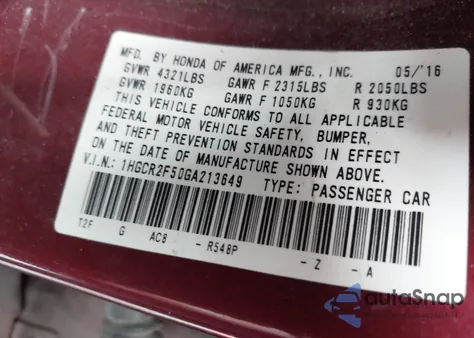 MFG. BY HONDA OF AMERICA MFG., INC. 05/'16
GVWR 4321LBS GAWR F 2315LBS R 2050LBS
GVWR 1960KG GAWR F 1050KG R 930KG
THIS VEHICLE CONFORMS TO ALL APPLICABLE
FEDERAL MOTOR VEHICLE SAFETY, BUMPER,
AND THEFT PREVENTION STANDARDS IN EFFECT
ON THE DATE OF MANUFACTURE SHOWN ABOVE.
V.I.N.: 1HGCR2F50GA213649 TYPE: PASSENGER CAR
T2F G AC8 - R548P - Z - A
autoSnap